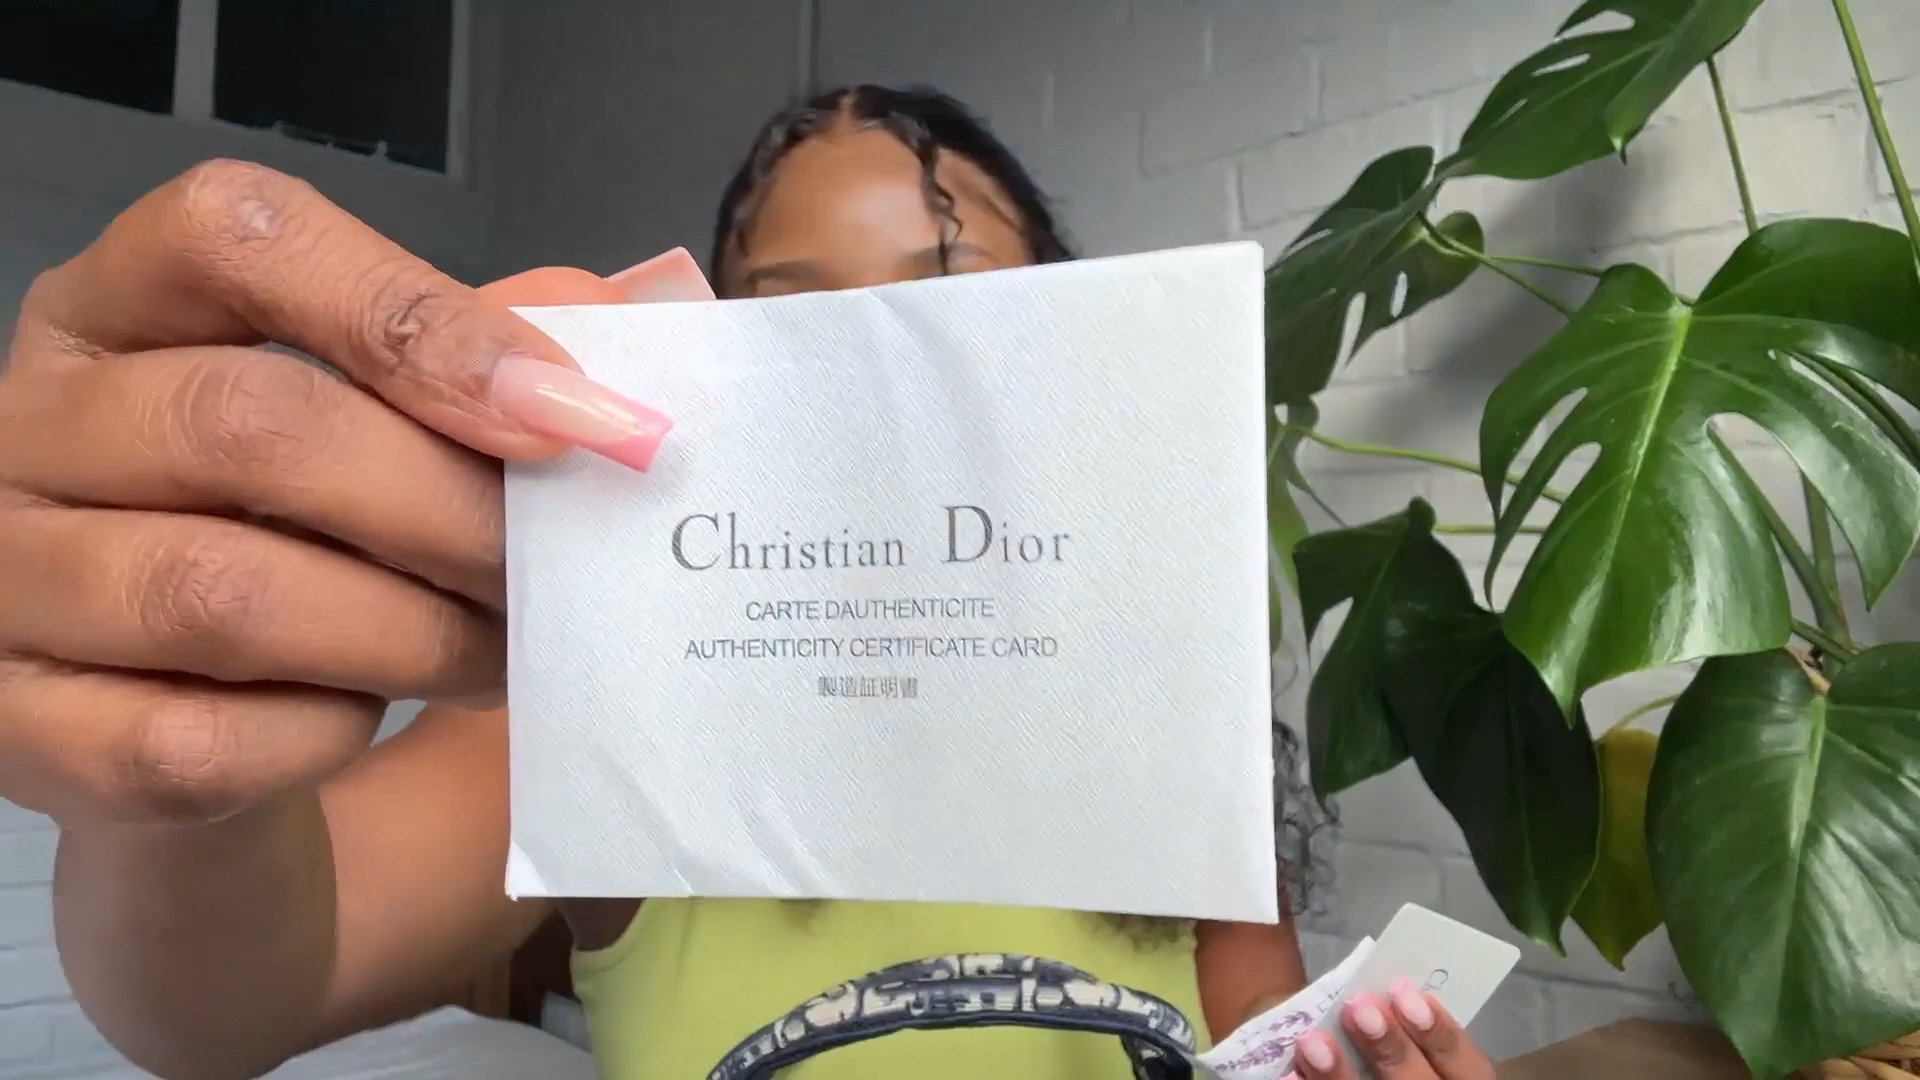 Christian Dior
CARTE DAUTHENTICITE
AUTHENTICITY CERTIFICATE CARD
製造証明書